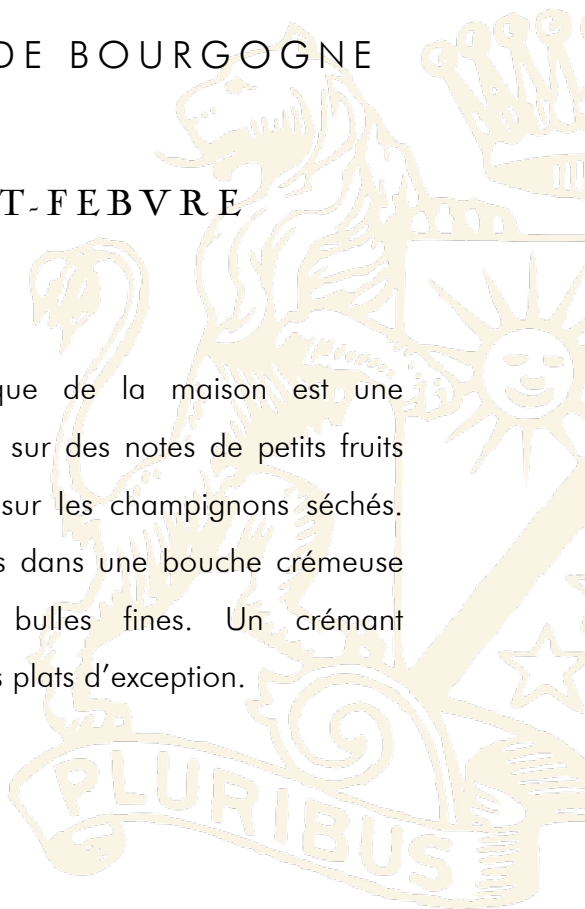 DE BOURGOGNE
T-FEBVRE
que de la maison est une
sur des notes de petits fruits
sur les champignons séchés.
s dans une bouche crémeuse
bulles fines. Un crémant
s plats d’exception.
PLURIBUS